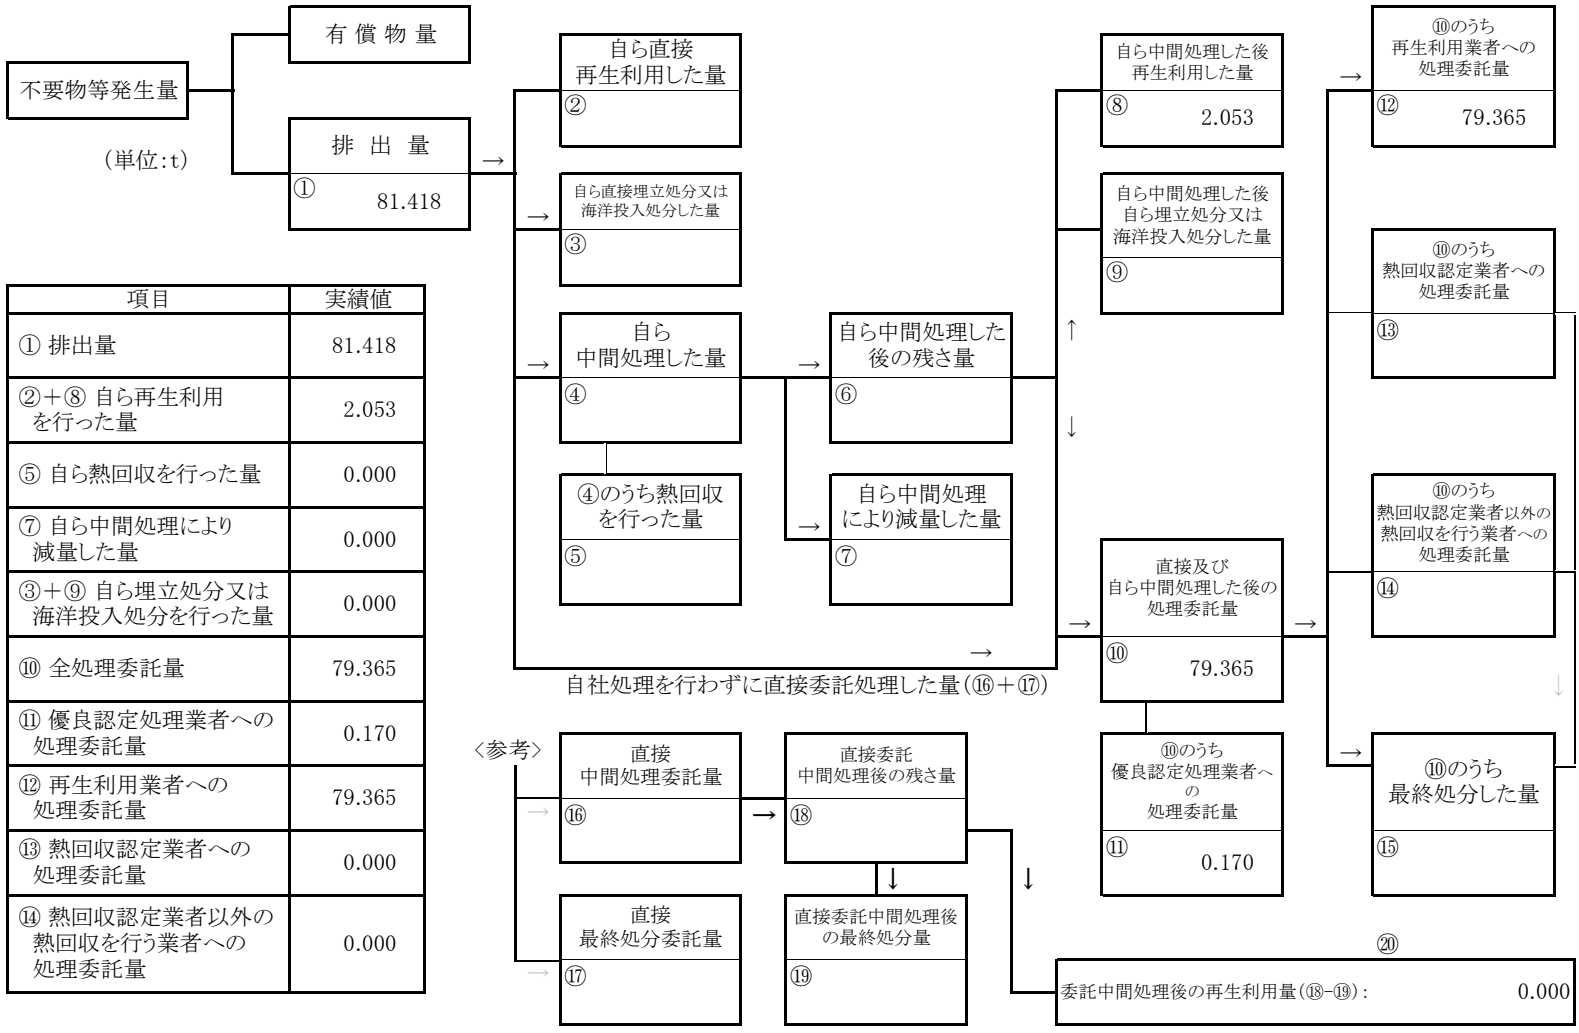 有 償 物 量
不要物等発生量
(単位:t)
排 出 量
→
①
81.418
自ら直接
再生利用した量
②
→
自ら直接埋立処分又は
海洋投入処分した量
③
→
自ら
中間処理した量
④
④のうち熱回収
を行った量
⑤
→
自ら中間処理した
後の残さ量
⑥
→
自ら中間処理
により減量した量
⑦
自ら中間処理した後
再生利用した量
⑧
2.053
自ら中間処理した後
自ら埋立処分又は
海洋投入処分した量
⑨
↑
↓
→
自社処理を行わずに直接委託処理した量(⑯+⑰)
→
直接及び
自ら中間処理した後の
処理委託量
⑩
79.365
→
⑩のうち
優良認定処理業者へ
の
処理委託量
⑪
0.170
→
⑩のうち
再生利用業者への
処理委託量
⑫
79.365
⑩のうち
熱回収認定業者への
処理委託量
⑬
⑩のうち
熱回収認定業者以外の
熱回収を行う業者への
処理委託量
⑭
↓
→
⑩のうち
最終処分した量
⑮
項目 実績値
① 排出量 81.418
②+⑧ 自ら再生利用
を行った量 2.053
⑤ 自ら熱回収を行った量 0.000
⑦ 自ら中間処理により
減量した量 0.000
③+⑨ 自ら埋立処分又は
海洋投入処分を行った量 0.000
⑩ 全処理委託量 79.365
⑪ 優良認定処理業者への
処理委託量 0.170
⑫ 再生利用業者への
処理委託量 79.365
⑬ 熱回収認定業者への
処理委託量 0.000
⑭ 熱回収認定業者以外の
熱回収を行う業者への
処理委託量 0.000
<参考>
→
直接
中間処理委託量
⑯
→
直接委託
中間処理後の残さ量
⑱
→
直接
最終処分委託量
⑰
↓
直接委託中間処理後
の最終処分量
⑲
↓
⑳
委託中間処理後の再生利用量(⑱-⑲): 0.000